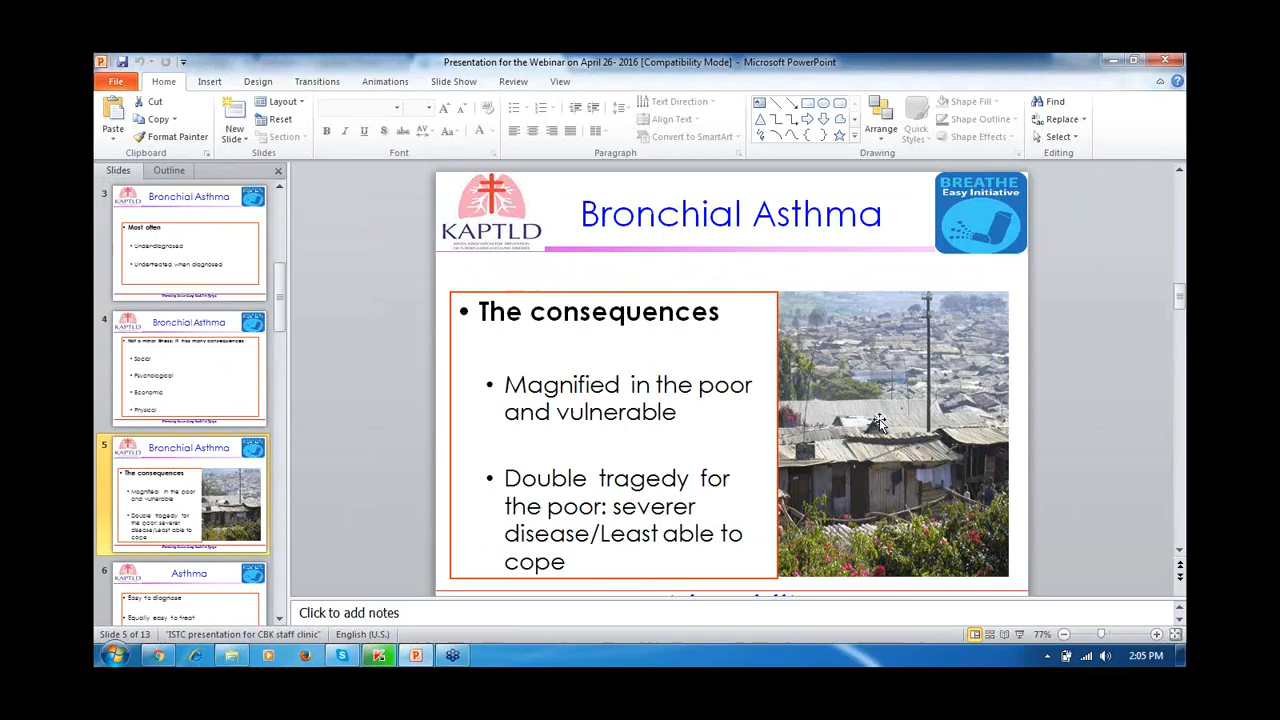 Presentation for the Webinar on April 26- 2016 [Compatibility Mode] - Microsoft PowerPoint
File Home Insert Design Transitions Animations Slide Show Review View
Paste
Cut
Copy
Format Painter
Clipboard
New
Slide
Layout
Reset
Section
Slides
Font
Text Direction
Align Text
Convert to SmartArt
Paragraph
Arrange
Quick
Styles
Shape Fill
Shape Outline
Shape Effects
Drawing
Find
Replace
Select
Editing
Slides Outline
3
KAPTLD
Bronchial Asthma
• Most often
• Underdiagnosed
• Undertreated when diagnosed
4
KAPTLD
Bronchial Asthma
Not a minor illness: It has many consequences
• Social
• Psychological
• Economic
• Physical
5
KAPTLD
Bronchial Asthma
• The consequences
• Magnified in the poor
and vulnerable
• Double tragedy for
the poor: severer
disease/Least able to
cope
6
KAPTLD
Asthma
• Easy to diagnose
• Equally easy to treat
KAPTLD
Bronchial Asthma
BREATHE
Easy Initiative
• The consequences
• Magnified in the poor
and vulnerable
• Double tragedy for
the poor: severer
disease/Least able to
cope
Click to add notes
Slide 5 of 13 "ISTC presentation for CBK staff clinic" English (U.S.) 77%
2:05 PM